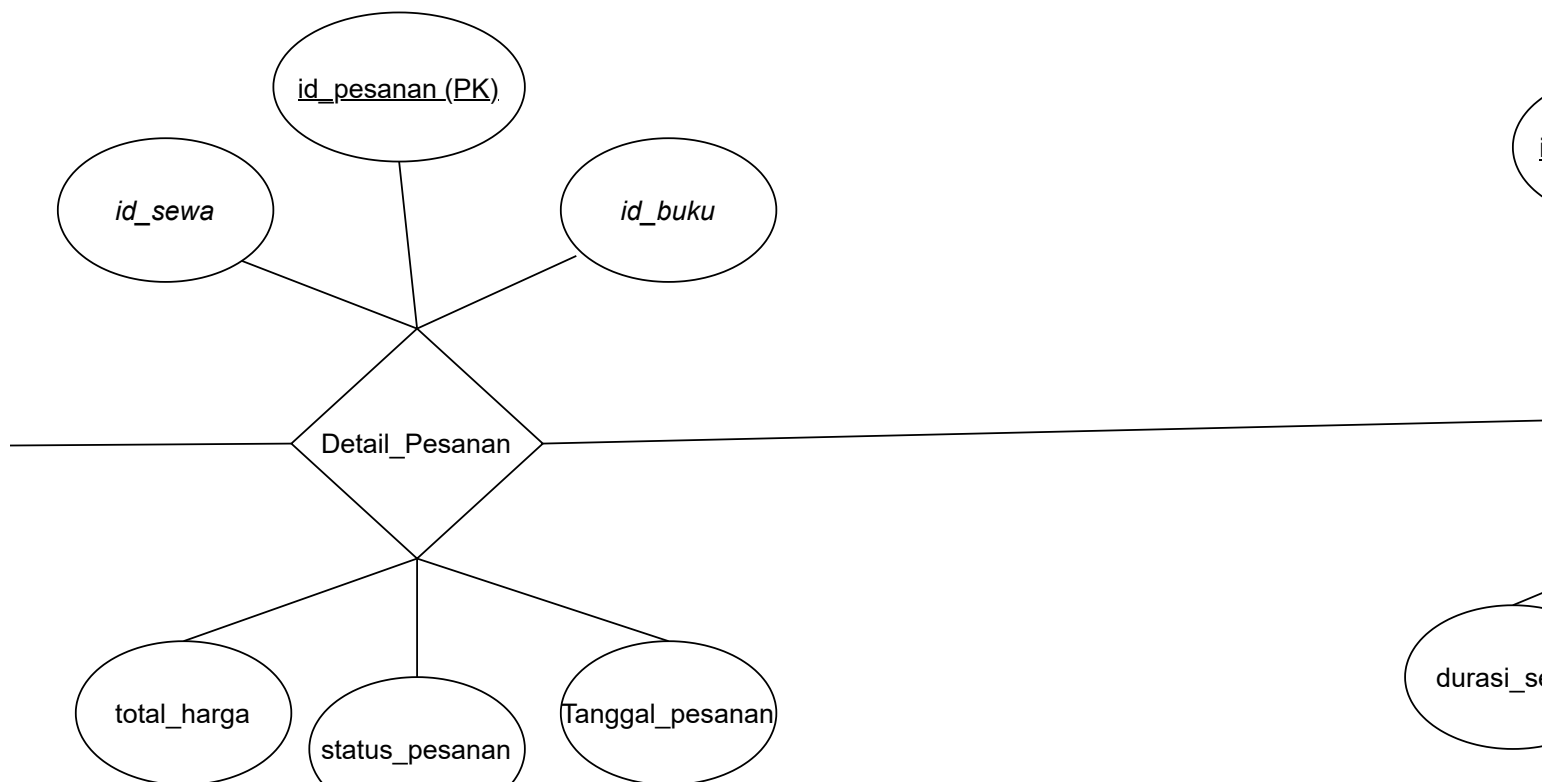 id_pesanan (PK)
id_sewa
id_buku
Detail_Pesanan
total_harga
status_pesanan
Tanggal_pesanan